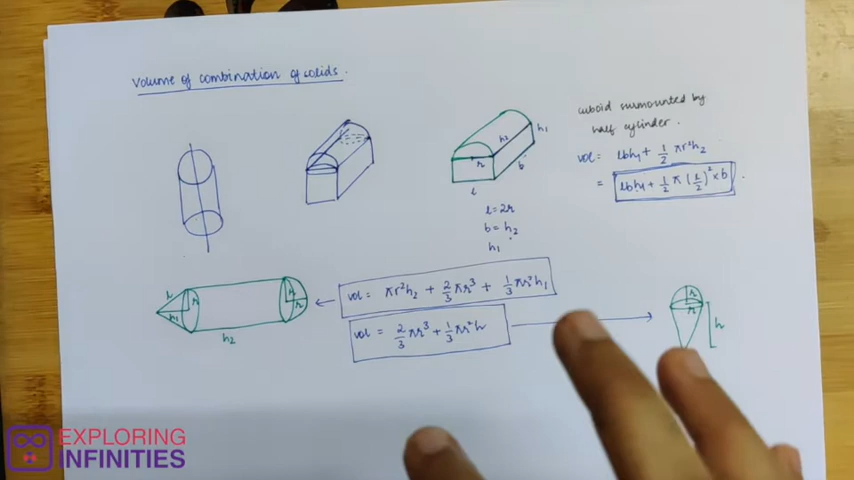 Volume of combination of solids.
cuboid surmounted by
half cylinder.
vol = lbh₁ + 1/2 πr²h₂
= lbh₁ + 1/2 π (l/2)² × b
h₂
h₁
r
b
l
l = 2r
b = h₂
h₁
l
r
h₁
h₂
r
r
vol = πr²h₂ + 2/3 πr³ + 1/3 πr²h₁
vol = 2/3 πr³ + 1/3 πr²h
r
r
h
EXPLORING
INFINITIES